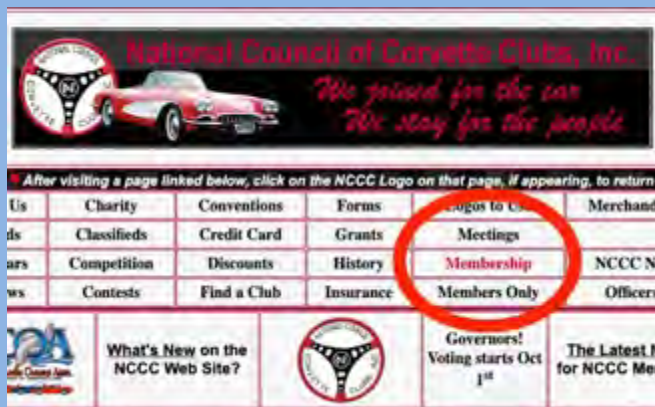 National Council of Corvette Clubs, Inc.
We joined for the car
We stay for the people
After visiting a page linked below, click on the NCCC Logo on that page, if appearing, to return
Us Charity Conventions Forms Logos to Use Merchand
ds Classifieds Credit Card Grants Meetings
ars Competition Discounts History Membership NCCC N
ws Contests Find a Club Insurance Members Only Officers
What's New on the
NCCC Web Site?
Governors!
Voting starts Oct
1st
The Latest N
for NCCC Me